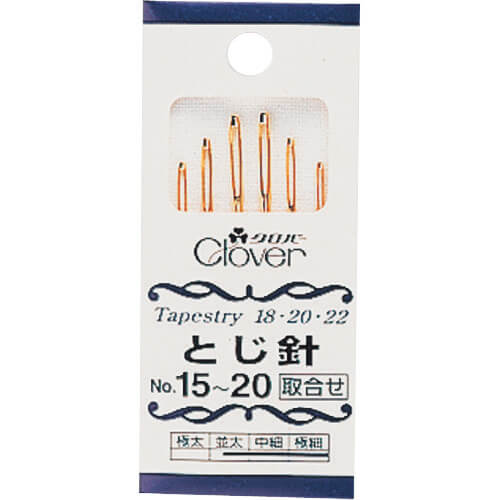 クロバー
Clover
Tapestry 18・20・22
とじ針
No.15~20 取合せ
極太 並太 中細 極細